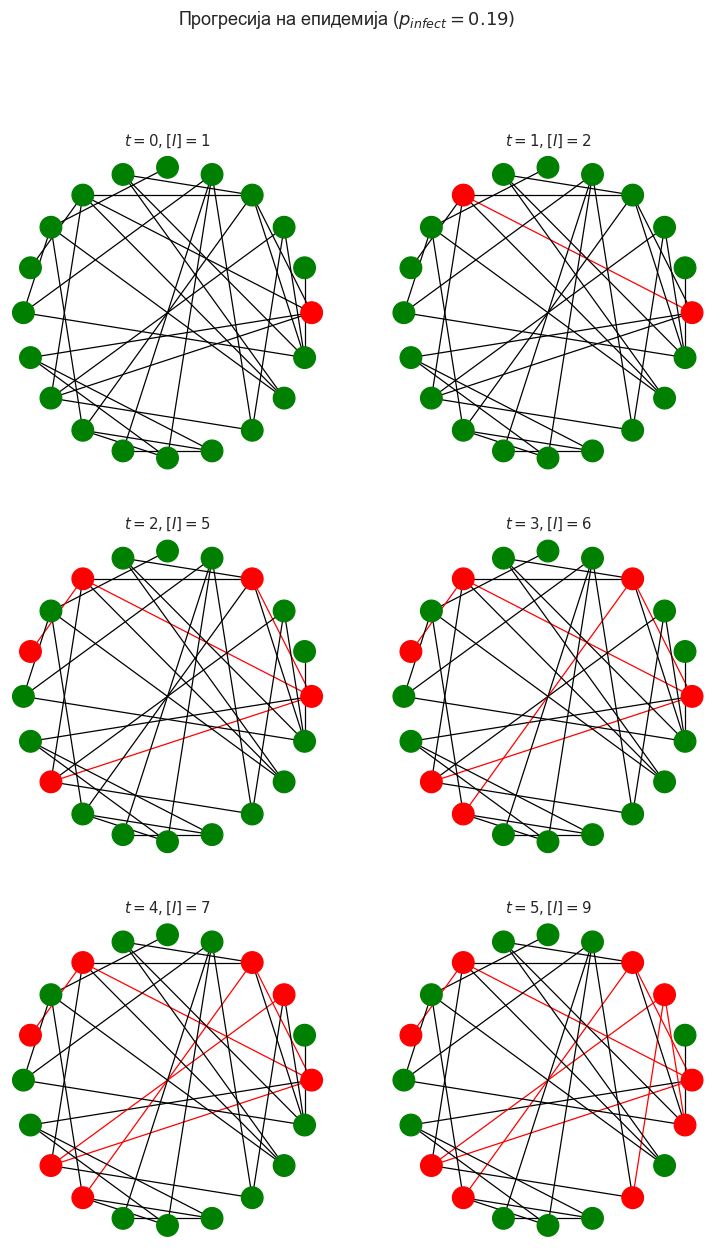 Прогресија на епидемија ($p_{infect} = 0.19$)
$t = 0, [I] = 1$
$t = 1, [I] = 2$
$t = 2, [I] = 5$
$t = 3, [I] = 6$
$t = 4, [I] = 7$
$t = 5, [I] = 9$